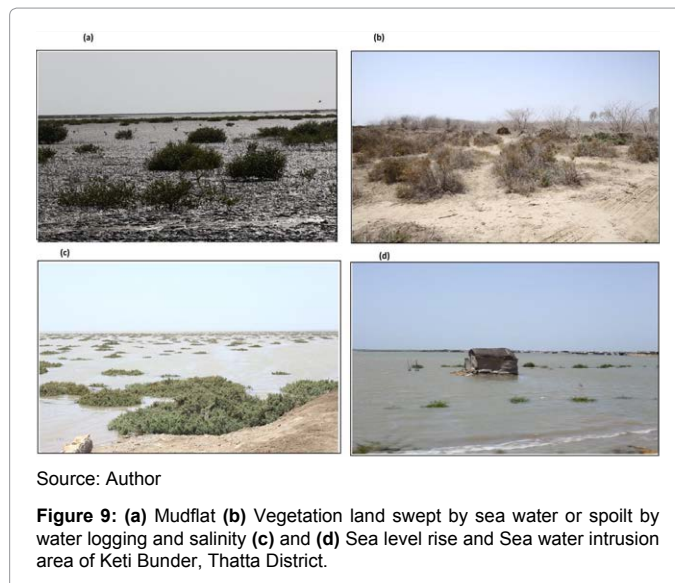 (a)
(b)
(c)
(d)
Source: Author
Figure 9: (a) Mudflat (b) Vegetation land swept by sea water or spoilt by
water logging and salinity (c) and (d) Sea level rise and Sea water intrusion
area of Keti Bunder, Thatta District.